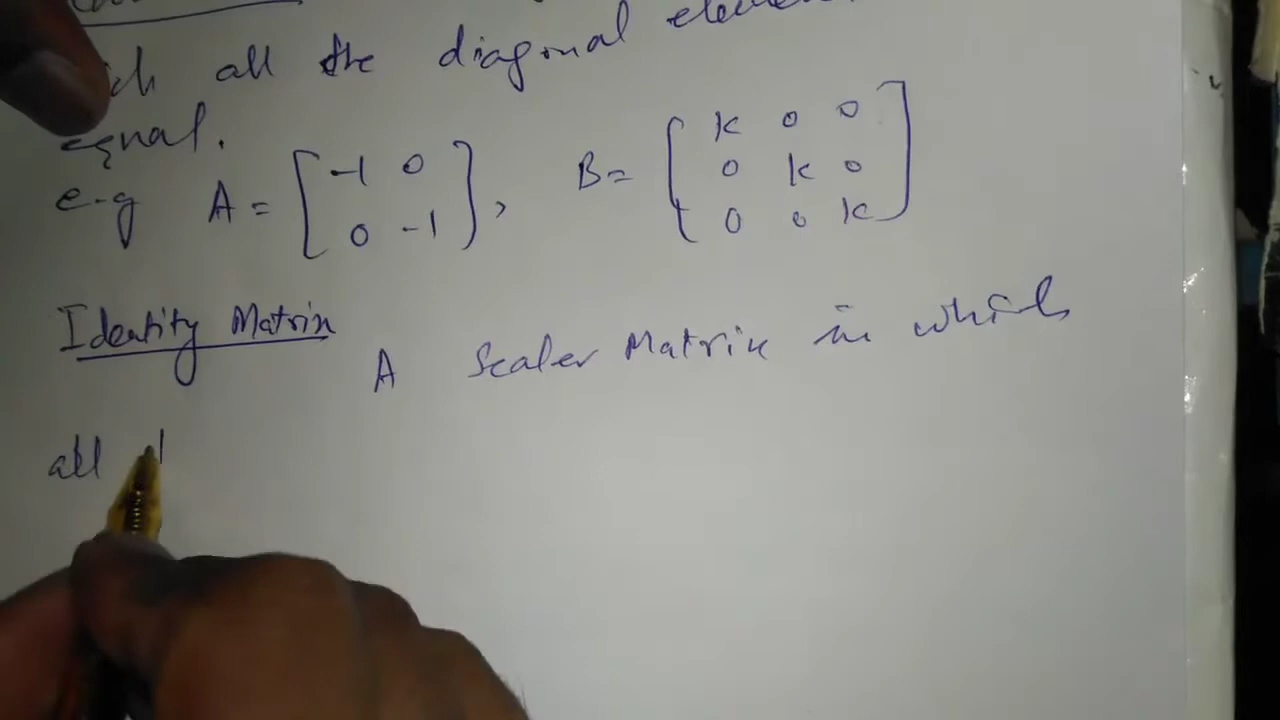 all the diagonal
equal.
e.g A = [ -1 0 0 -1 ], B = [ k 0 0 0 k 0 0 0 k ]
Identity Matrix A Scaler Matrix in which
all